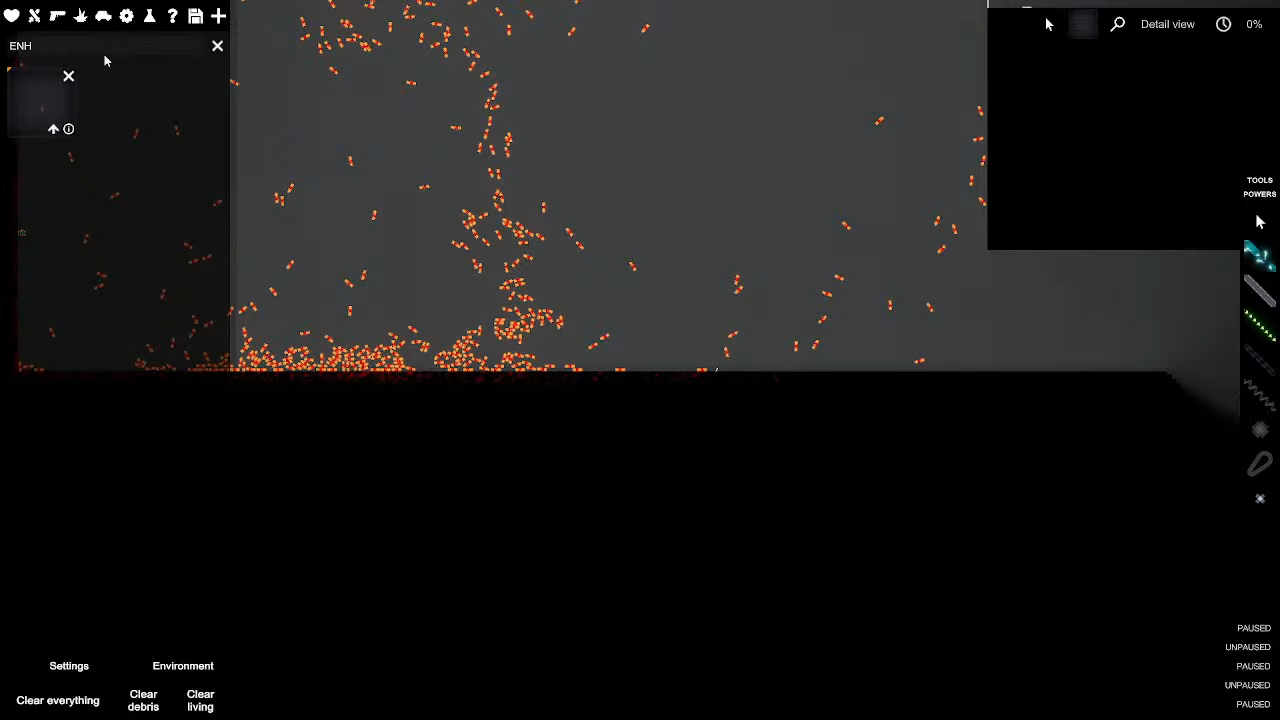 ENH
Detail view
0%
TOOLS
POWERS
Settings
Environment
Clear everything
Clear debris
Clear living
PAUSED
UNPAUSED
PAUSED
UNPAUSED
PAUSED